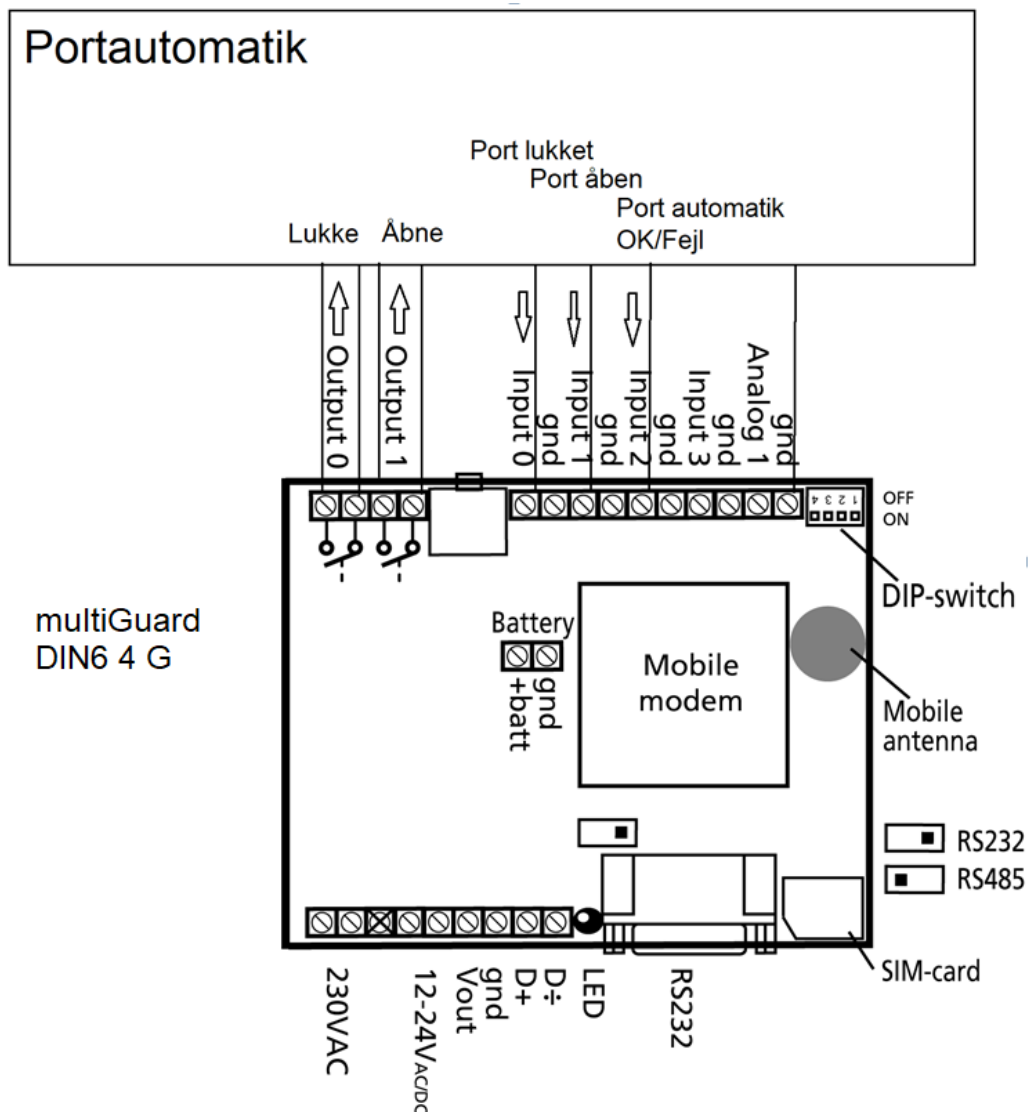 Portautomatik
Port lukket
Port åben
Port automatik
OK/Fejl
Lukke
Åbne
Output 0
Output 1
Input 0
gnd
Input 1
gnd
Input 2
gnd
Input 3
gnd
Analog 1
gnd
4 3 2 1
OFF
ON
DIP-switch
multiGuard
DIN6 4 G
Battery
+batt
gnd
Mobile
modem
Mobile
antenna
RS232
RS485
SIM-card
230VAC
12-24VAC/DC
Vout
gnd
D+
D÷
LED
RS232